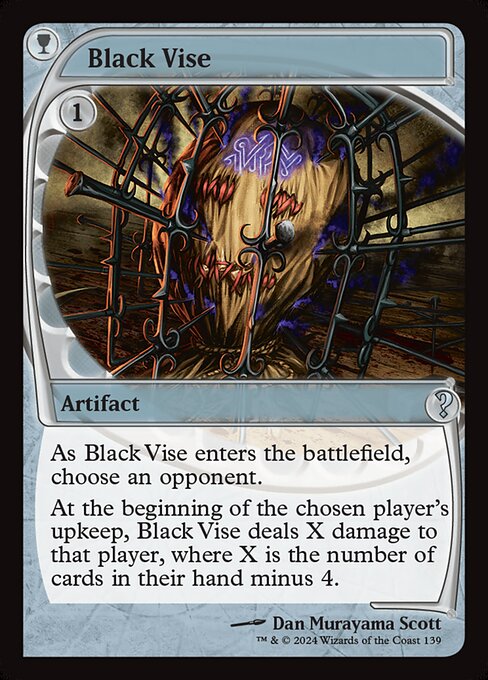 Black Vise
1
Artifact
As Black Vise enters the battlefield,
choose an opponent.
At the beginning of the chosen player's
upkeep, Black Vise deals X damage to
that player, where X is the number of
cards in their hand minus 4.
Dan Murayama Scott
™ & © 2024 Wizards of the Coast 139